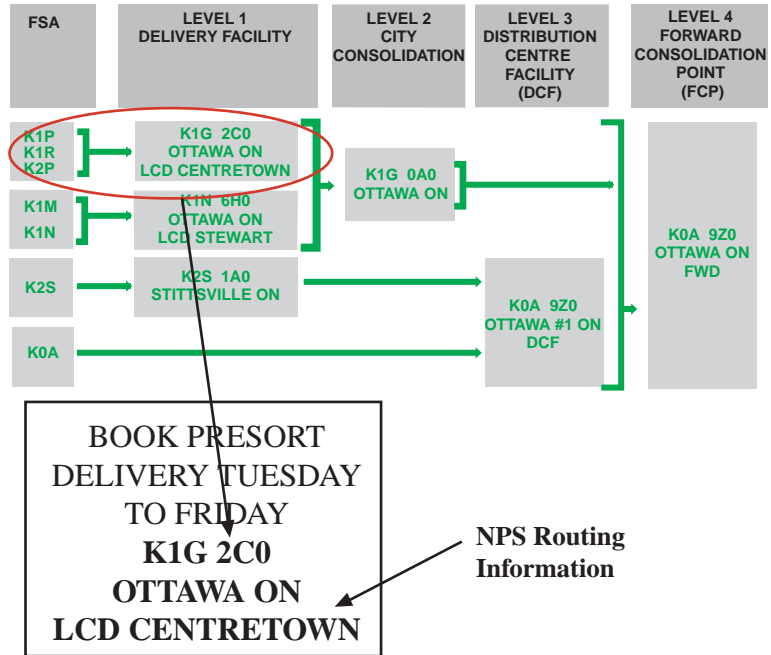 FSA
LEVEL 1
DELIVERY FACILITY
LEVEL 2
CITY
CONSOLIDATION
LEVEL 3
DISTRIBUTION
CENTRE
FACILITY
(DCF)
LEVEL 4
FORWARD
CONSOLIDATION
POINT
(FCP)
K1P
K1R
K2P
K1G 2C0
OTTAWA ON
LCD CENTRETOWN
K1M
K1N
K1N 6H0
OTTAWA ON
LCD STEWART
K1G 0A0
OTTAWA ON
K2S
K2S 1A0
STITTSVILLE ON
K0A
K0A 9Z0
OTTAWA #1 ON
DCF
K0A 9Z0
OTTAWA ON
FWD
BOOK PRESORT
DELIVERY TUESDAY
TO FRIDAY
K1G 2C0
OTTAWA ON
LCD CENTRETOWN
NPS Routing
Information